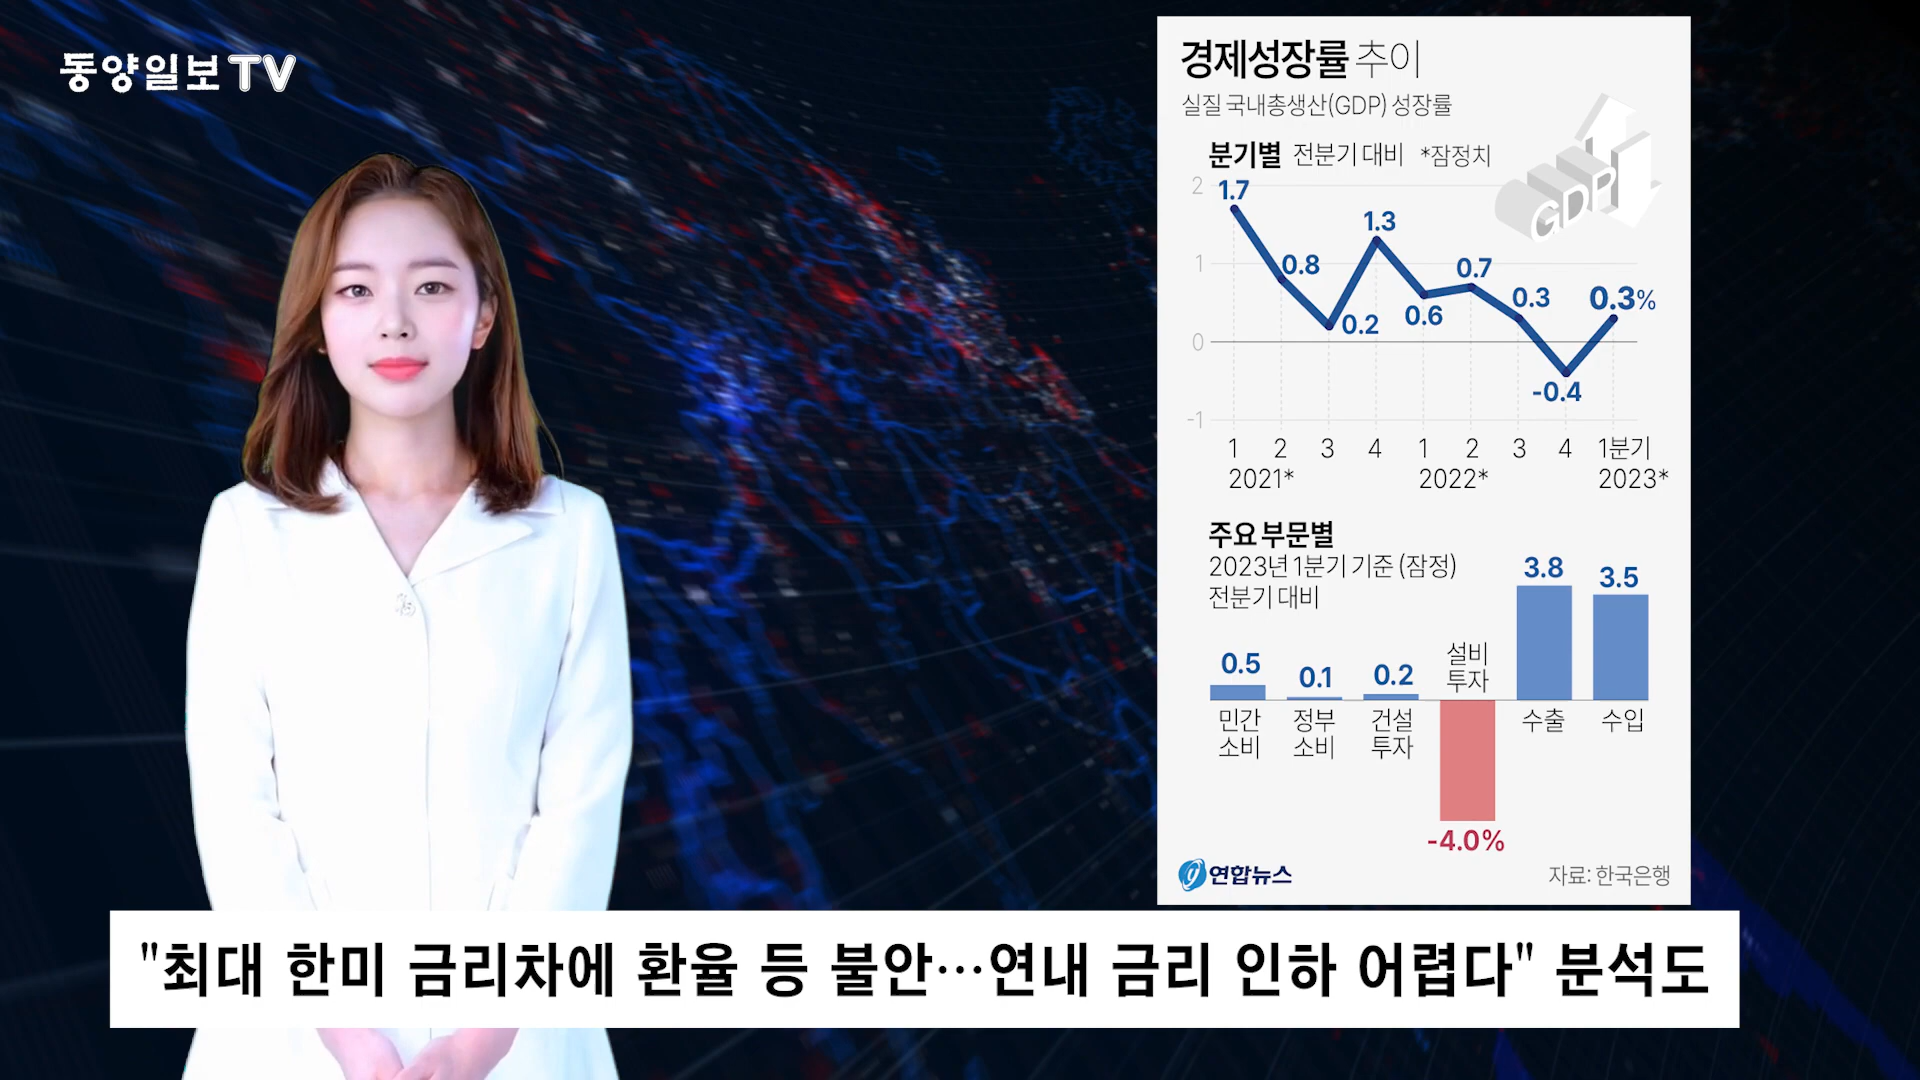 동양일보TV
경제성장률 추이
실질 국내총생산(GDP) 성장률
분기별 전분기 대비 *잠정치
GDP
2
1
0
-1
1.7
0.8
0.2
1.3
0.6
0.7
0.3
-0.4
0.3%
1 2 3 4 1 2 3 4 1분기
2021* 2022* 2023*
주요 부문별
2023년 1분기 기준 (잠정)
전분기 대비
0.5
0.1
0.2
-4.0%
3.8
3.5
민간
소비
정부
소비
건설
투자
설비
투자
수출
수입
연합뉴스
자료: 한국은행
"최대 한미 금리차에 환율 등 불안…연내 금리 인하 어렵다" 분석도